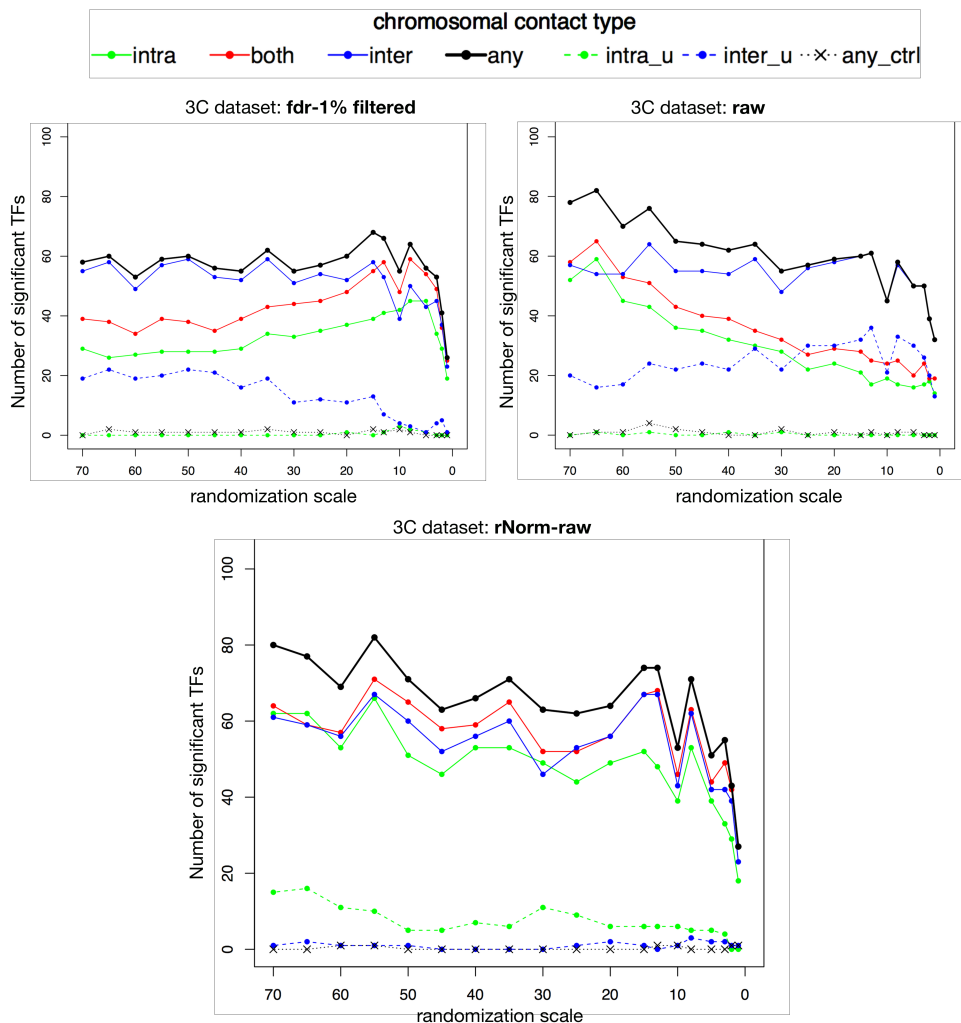 chromosomal contact type
intra both inter any intra_u inter_u any_ctrl
3C dataset: fdr-1% filtered
Number of significant TFs
100
80
60
40
20
0
70 60 50 40 30 20 10 0
randomization scale
3C dataset: raw
Number of significant TFs
100
80
60
40
20
0
70 60 50 40 30 20 10 0
randomization scale
3C dataset: rNorm-raw
Number of significant TFs
100
80
60
40
20
0
70 60 50 40 30 20 10 0
randomization scale